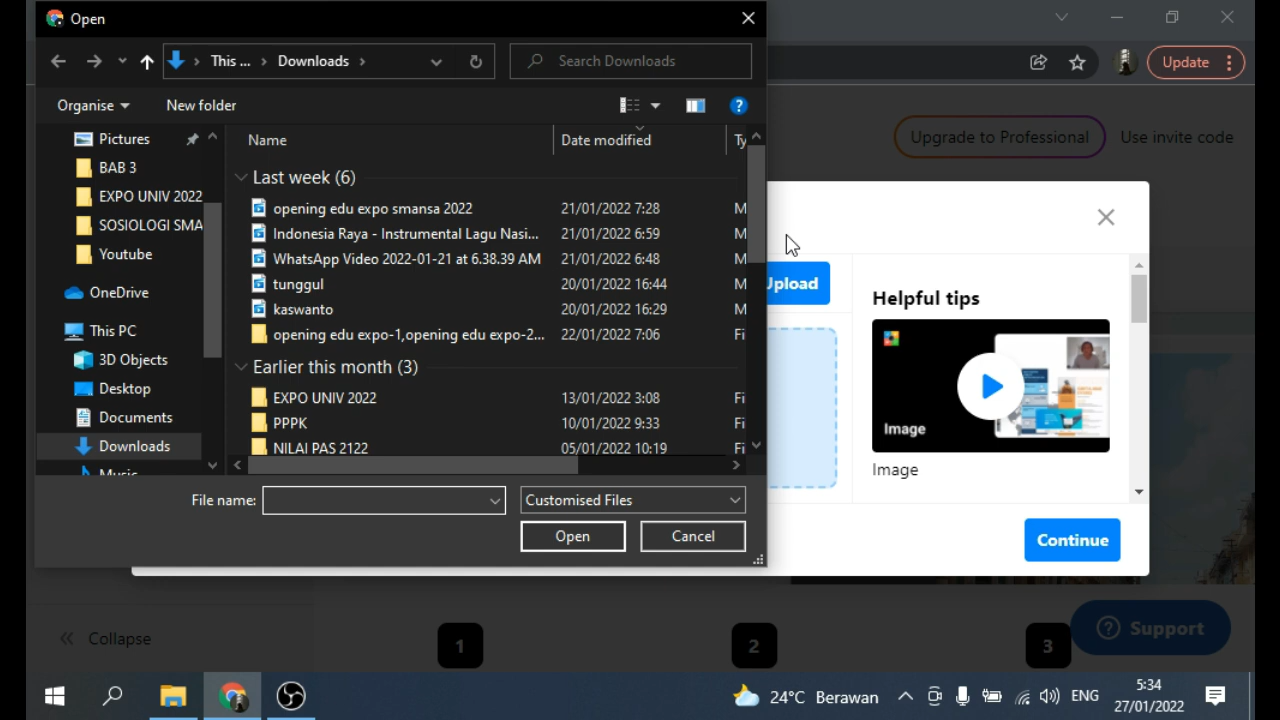 Open
This ...
Downloads
Search Downloads
Update
Organise
New folder
?
Upgrade to Professional
Use invite code
Pictures
BAB 3
EXPO UNIV 2022
SOSIOLOGI SMA
Youtube
OneDrive
This PC
3D Objects
Desktop
Documents
Downloads
Music
Name
Date modified
Ty
Last week (6)
opening edu expo smansa 2022 21/01/2022 7:28 M
Indonesia Raya - Instrumental Lagu Nasi... 21/01/2022 6:59 M
WhatsApp Video 2022-01-21 at 6.38.39 AM 21/01/2022 6:48 M
tunggul 20/01/2022 16:44 M
kaswanto 20/01/2022 16:29 M
opening edu expo-1,opening edu expo-2... 22/01/2022 7:06 Fi
Earlier this month (3)
EXPO UNIV 2022 13/01/2022 3:08 Fi
PPPK 10/01/2022 9:33 Fi
NILAI PAS 2122 05/01/2022 10:19 Fi
File name:
Customised Files
Open
Cancel
Upload
Helpful tips
Image
Image
Continue
Collapse
1
2
3
? Support
24°C Berawan
ENG
5:34
27/01/2022